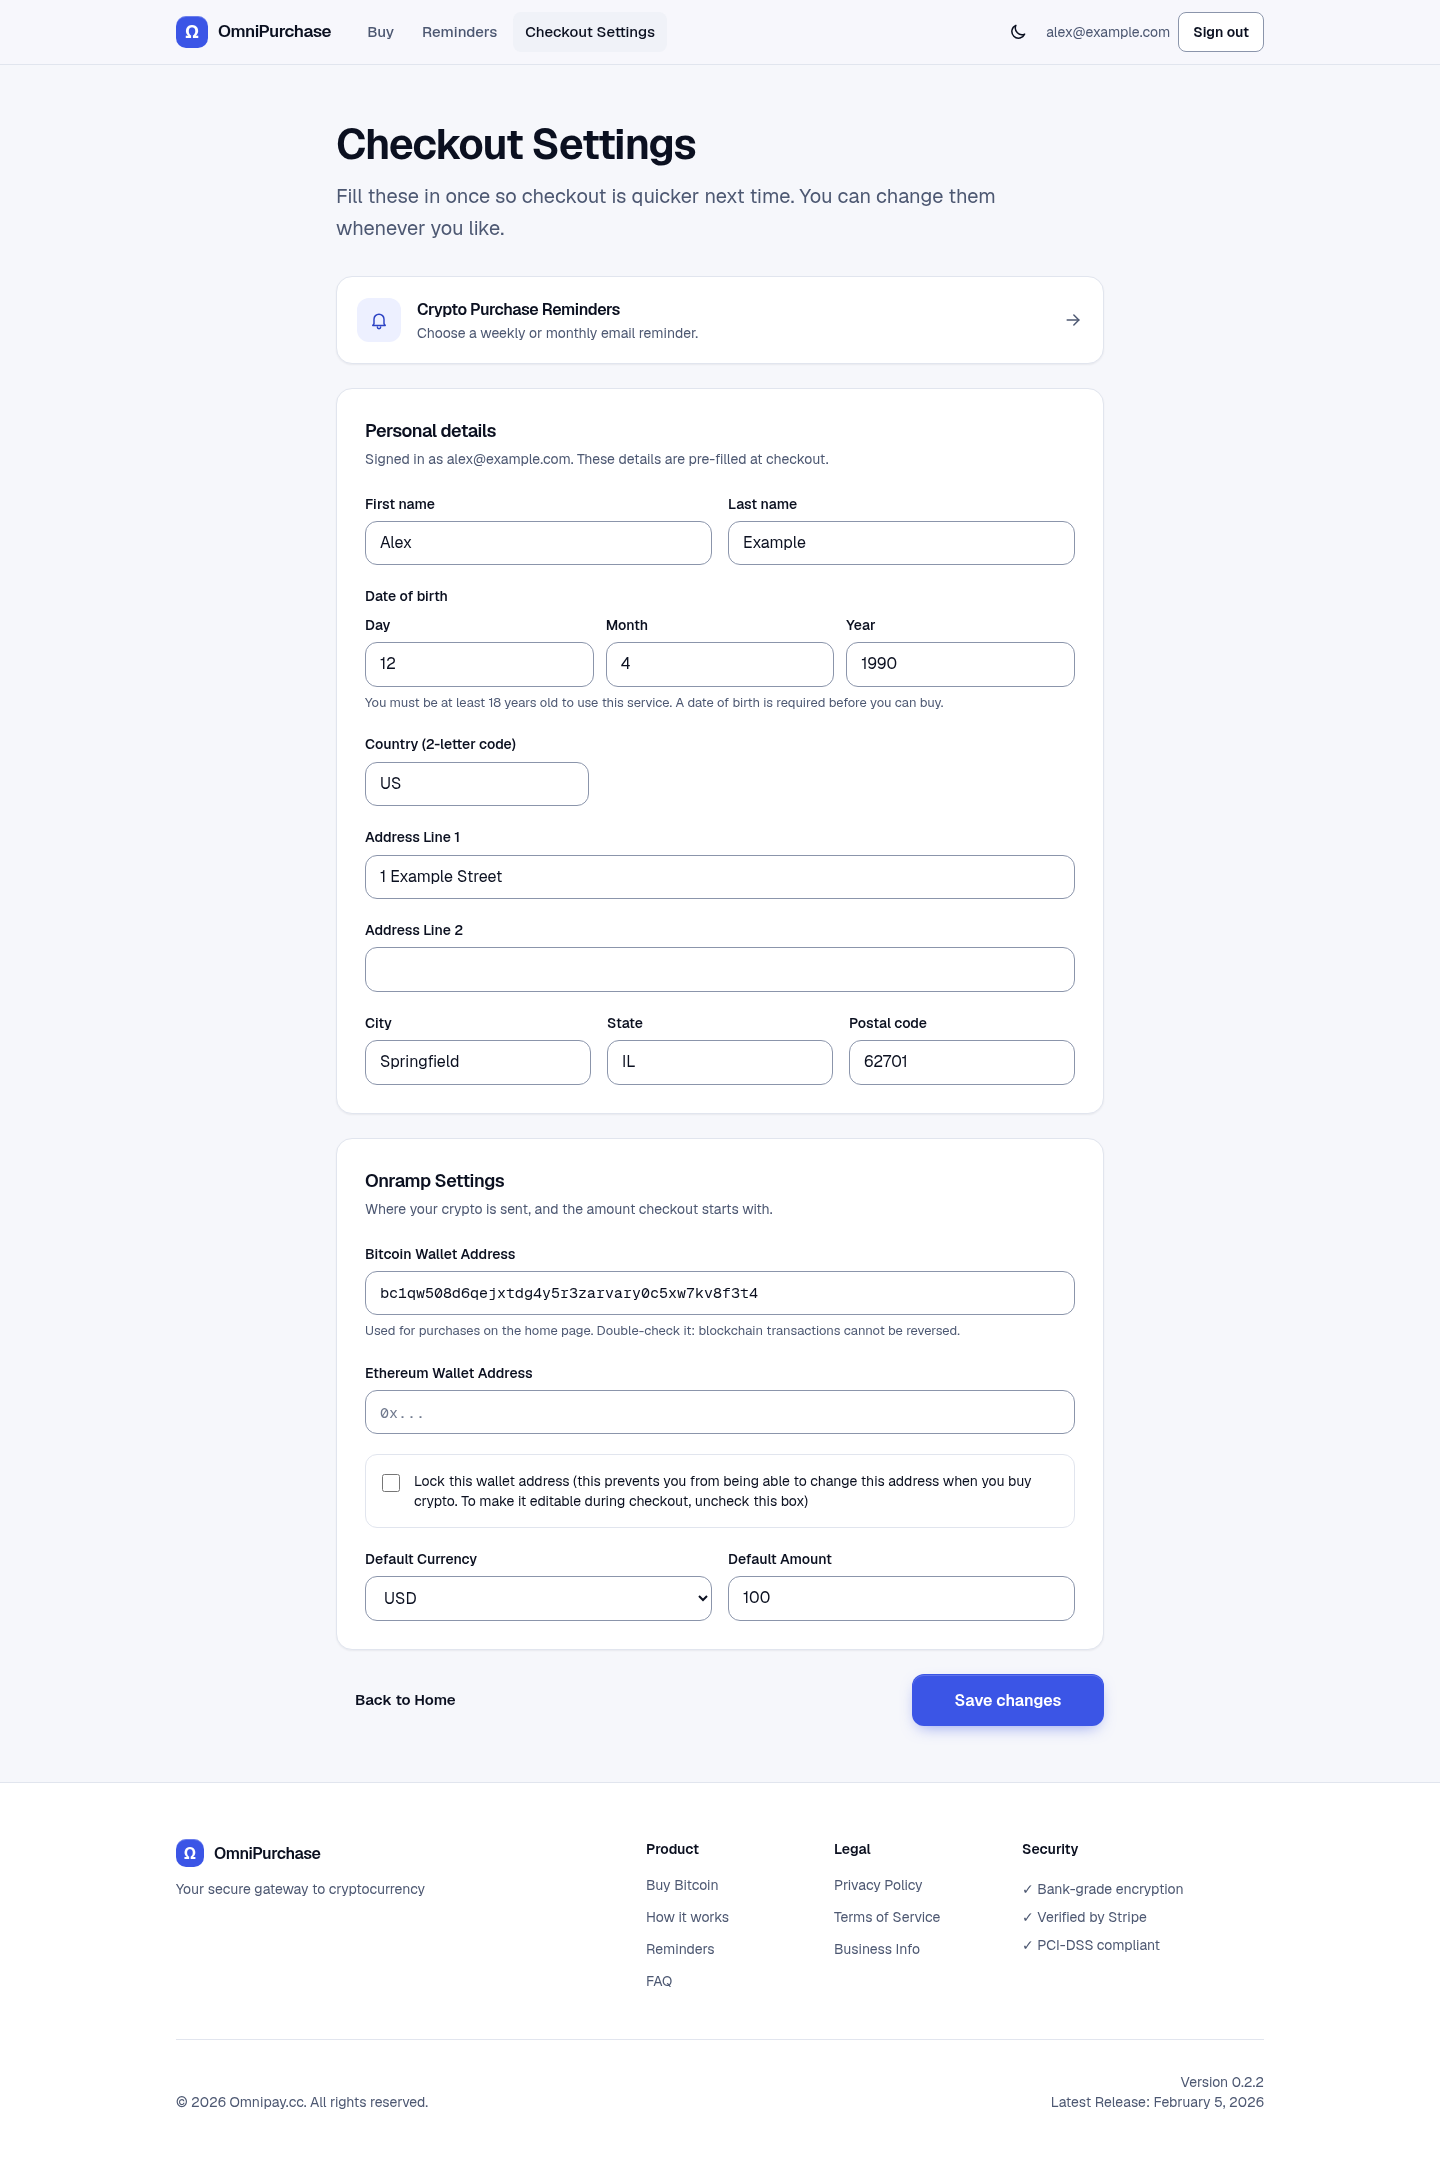 Ω OmniPurchase Buy Reminders Checkout Settings alex@example.com Sign out
Checkout Settings
Fill these in once so checkout is quicker next time. You can change them
whenever you like.
Crypto Purchase Reminders
Choose a weekly or monthly email reminder.
Personal details
Signed in as alex@example.com. These details are pre-filled at checkout.
First name Last name
Alex Example
Date of birth
Day Month Year
12 4 1990
You must be at least 18 years old to use this service. A date of birth is required before you can buy.
Country (2-letter code)
US
Address Line 1
1 Example Street
Address Line 2
City State Postal code
Springfield IL 62701
Onramp Settings
Where your crypto is sent, and the amount checkout starts with.
Bitcoin Wallet Address
bc1qw508d6qejxtdg4y5r3zarvary0c5xw7kv8f3t4
Used for purchases on the home page. Double-check it: blockchain transactions cannot be reversed.
Ethereum Wallet Address
0x...
Lock this wallet address (this prevents you from being able to change this address when you buy
crypto. To make it editable during checkout, uncheck this box)
Default Currency Default Amount
USD 100
Back to Home Save changes
Ω OmniPurchase Product Legal Security
Your secure gateway to cryptocurrency Buy Bitcoin Privacy Policy ✓ Bank-grade encryption
How it works Terms of Service ✓ Verified by Stripe
Reminders Business Info ✓ PCI-DSS compliant
FAQ
Version 0.2.2
© 2026 Omnipay.cc. All rights reserved. Latest Release: February 5, 2026